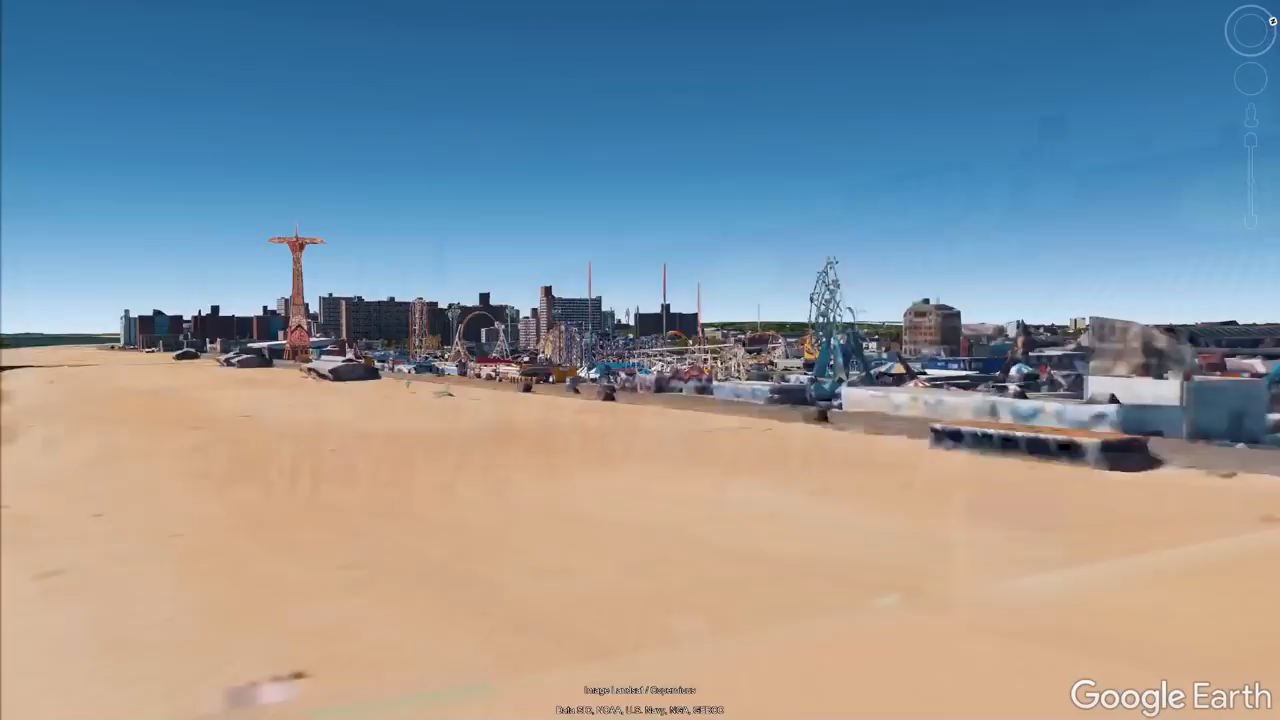 Image Landsat / Copernicus
Data SIO, NOAA, U.S. Navy, NGA, GEBCO
Google Earth